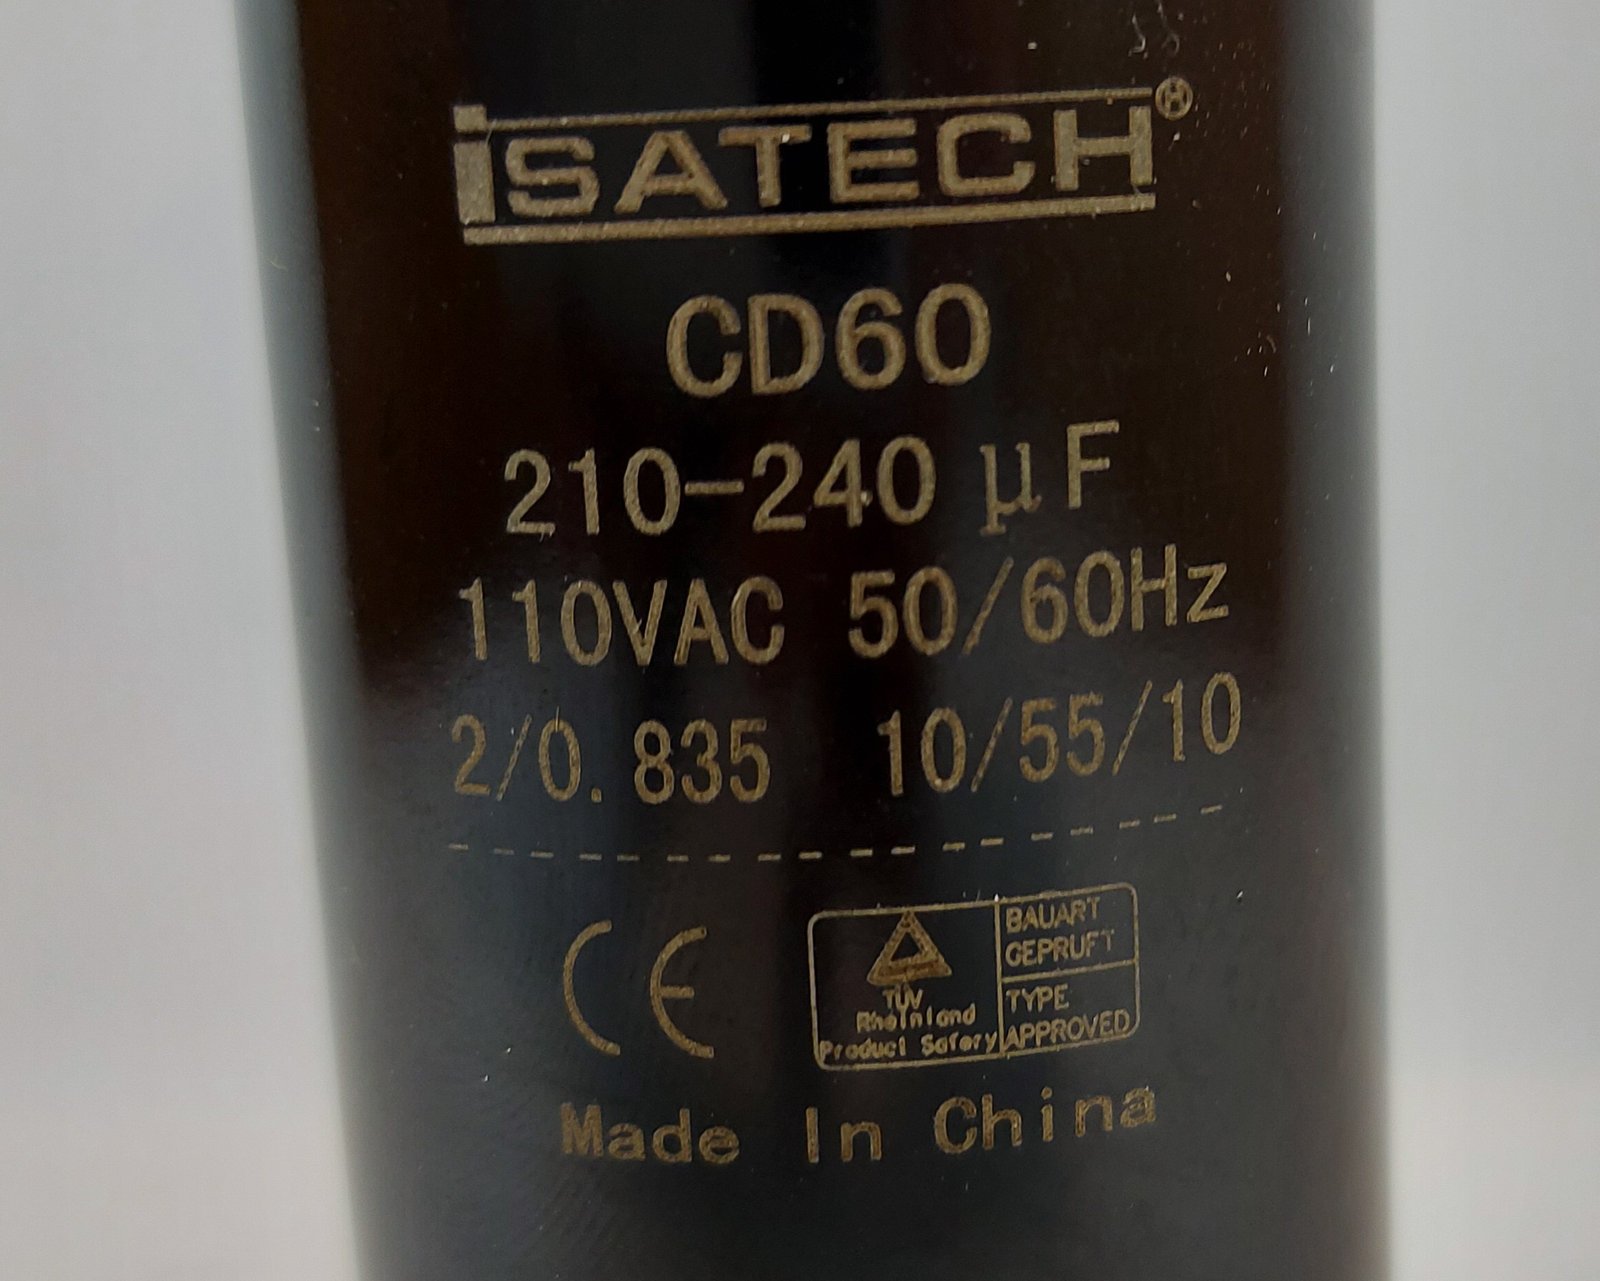 iSATECH®
CD60
210-240 μF
110VAC 50/60Hz
2/0.835 10/55/10
CE
BAUART
GEPRUFT
TÜV
Rheinland
Product Safery
TYPE
APPROVED
Made In China